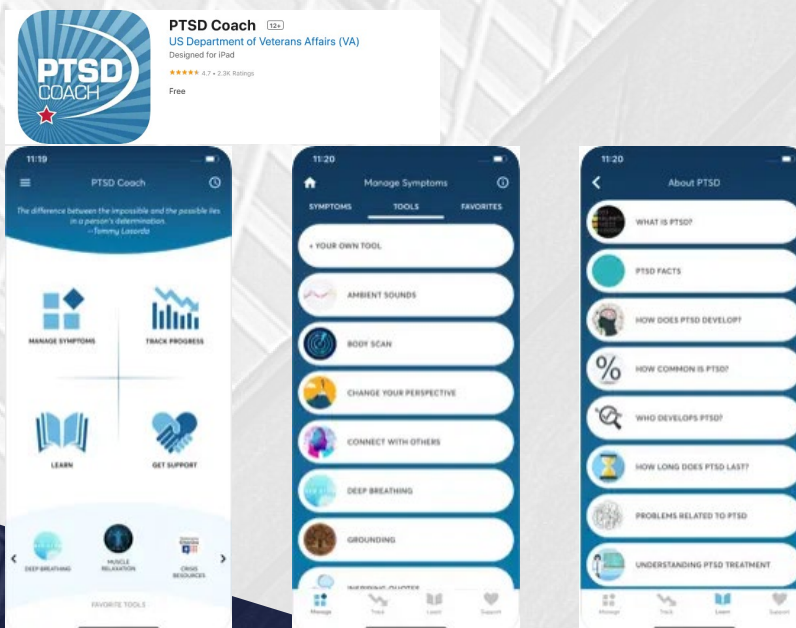 PTSD
COACH
PTSD Coach 12+
US Department of Veterans Affairs (VA)
Designed for iPad
4.7 • 2.3K Ratings
Free
11:19
PTSD Coach
The difference between the impossible and the possible lies
in a person's determination.
--Tommy Lasorda
MANAGE SYMPTOMS
TRACK PROGRESS
LEARN
GET SUPPORT
DEEP BREATHING
MUSCLE
RELAXATION
CRISIS
RESOURCES
FAVORITE TOOLS
11:20
Manage Symptoms
SYMPTOMS
TOOLS
FAVORITES
+ YOUR OWN TOOL
AMBIENT SOUNDS
BODY SCAN
CHANGE YOUR PERSPECTIVE
CONNECT WITH OTHERS
DEEP BREATHING
GROUNDING
INSPIRING QUOTES
Manage
Track
Learn
Support
11:20
About PTSD
WHAT IS PTSD?
PTSD FACTS
HOW DOES PTSD DEVELOP?
%
HOW COMMON IS PTSD?
WHO DEVELOPS PTSD?
HOW LONG DOES PTSD LAST?
PROBLEMS RELATED TO PTSD
UNDERSTANDING PTSD TREATMENT
Manage
Track
Learn
Support